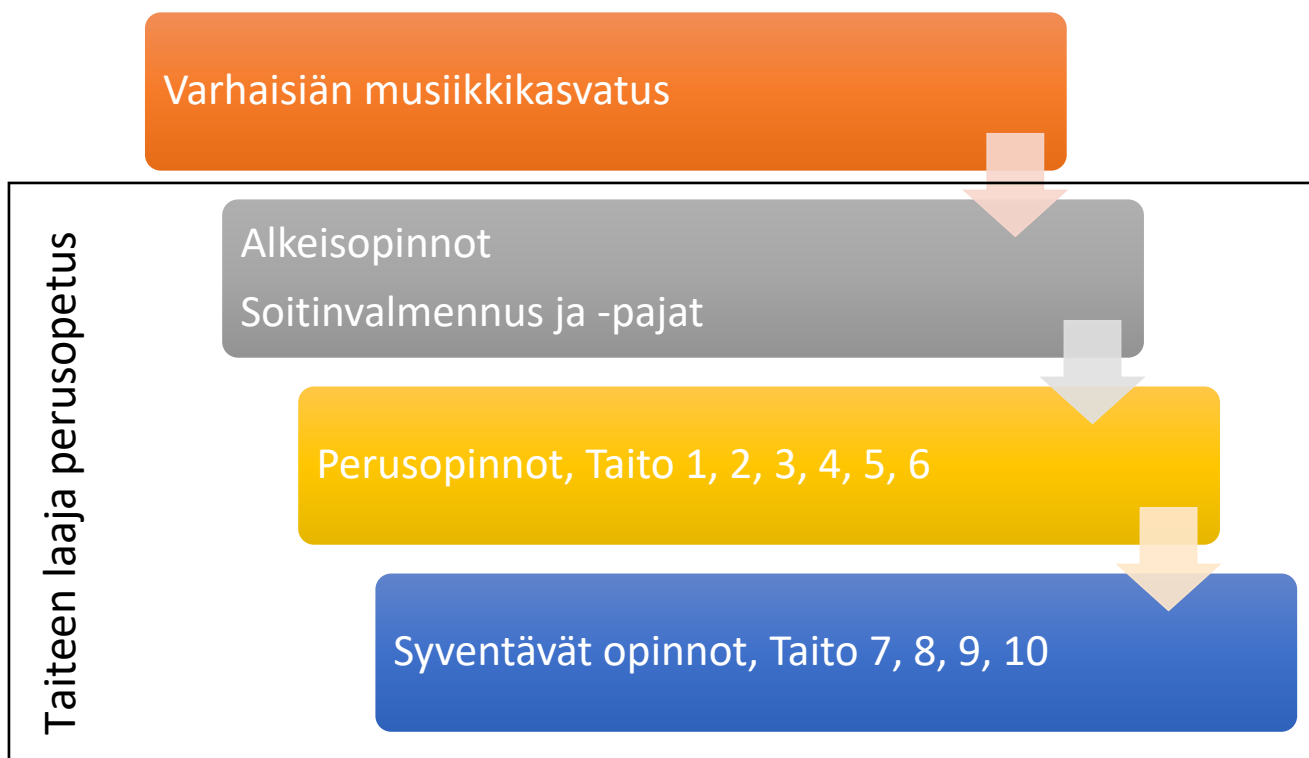 Varhaisiän musiikkikasvatus
Taiteen laaja perusopetus
Alkeisopinnot
Soitinvalmennus ja -pajat
Perusopinnot, Taito 1, 2, 3, 4, 5, 6
Syventävät opinnot, Taito 7, 8, 9, 10